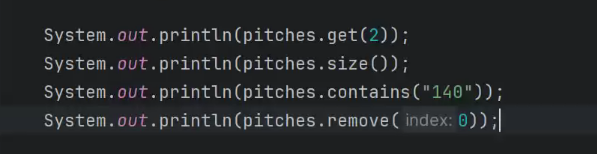 System.out.println(pitches.get(2));
System.out.println(pitches.size());
System.out.println(pitches.contains("140"));
System.out.println(pitches.remove( index: 0));